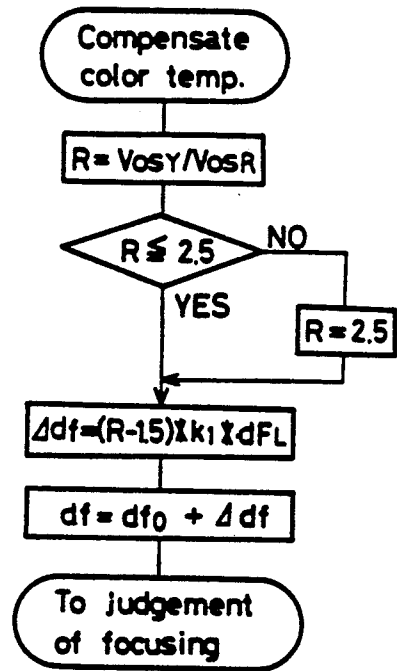 Compensate
color temp.
R=VosY/VosR
R≦2.5
NO
YES
R=2.5
Δdf=(R-1.5)*k1*dFL
df=df0 + Δdf
To judgement
of focusing